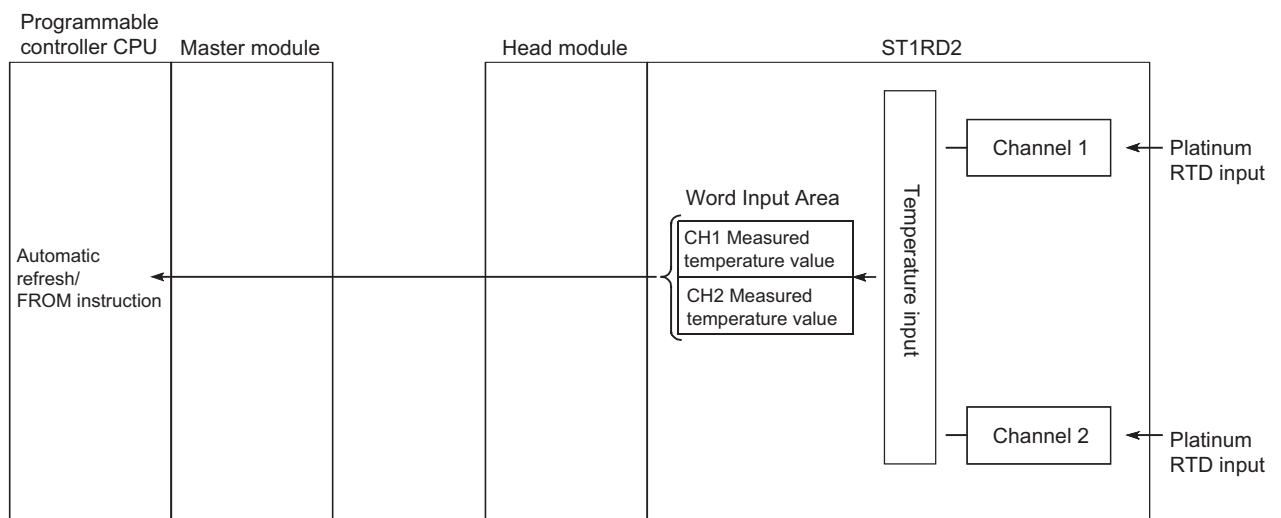 Programmable
controller CPU
Master module
Head module
ST1RD2
Channel 1
Platinum
RTD input
Word Input Area
CH1 Measured
temperature value
CH2 Measured
temperature value
Temperature input
Automatic
refresh/
FROM instruction
Channel 2
Platinum
RTD input